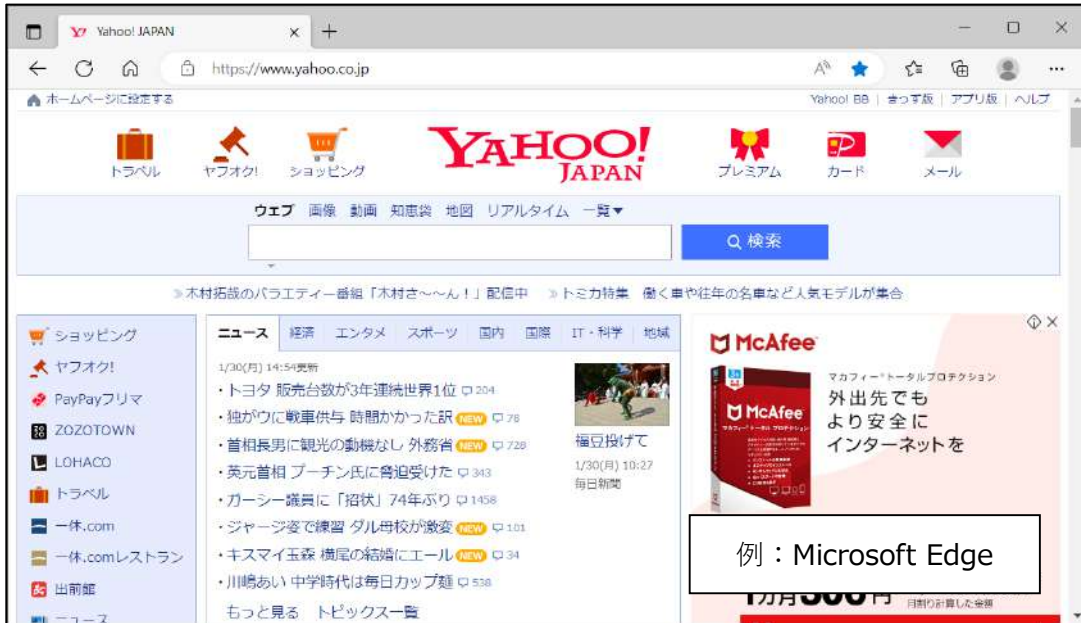 Yahoo! JAPAN
https://www.yahoo.co.jp
ホームページに設定する
Yahoo! BB | きっず版 | アプリ版 | ヘルプ
トラベル
ヤフオク!
ショッピング
YAHOO!
JAPAN
プレミアム
カード
メール
ウェブ 画像 動画 知恵袋 地図 リアルタイム 一覧▼
検索
木村拓哉のバラエティー番組「木村さ~~ん!」配信中
トミカ特集 働く車や往年の名車など人気モデルが集合
ショッピング
ヤフオク!
PayPayフリマ
ZOZOTOWN
LOHACO
トラベル
一休.com
一休.comレストラン
出前館
ニュース
ニュース 経済 エンタメ スポーツ 国内 国際 IT・科学 地域
1/30(月) 14:54更新
・トヨタ 販売台数が3年連続世界1位 204
・独がウに戦車供与 時間かかった訳 NEW 78
・首相長男に観光の動機なし 外務省 NEW 728
・英元首相 プーチン氏に脅迫受けた 343
・ガーシー議員に「招状」74年ぶり 1458
・ジャージ姿で練習 ダル母校が激変 NEW 101
・キスマイ玉森 横尾の結婚にエール NEW 34
・川嶋あい 中学時代は毎日カップ麺 538
もっと見る トピックス一覧
福豆投げて
1/30(月) 10:27
毎日新聞
McAfee
マカフィー®トータルプロテクション
外出先でも
より安全に
インターネットを
McAfee
例:Microsoft Edge
1カ月300円
月割り計算した金額